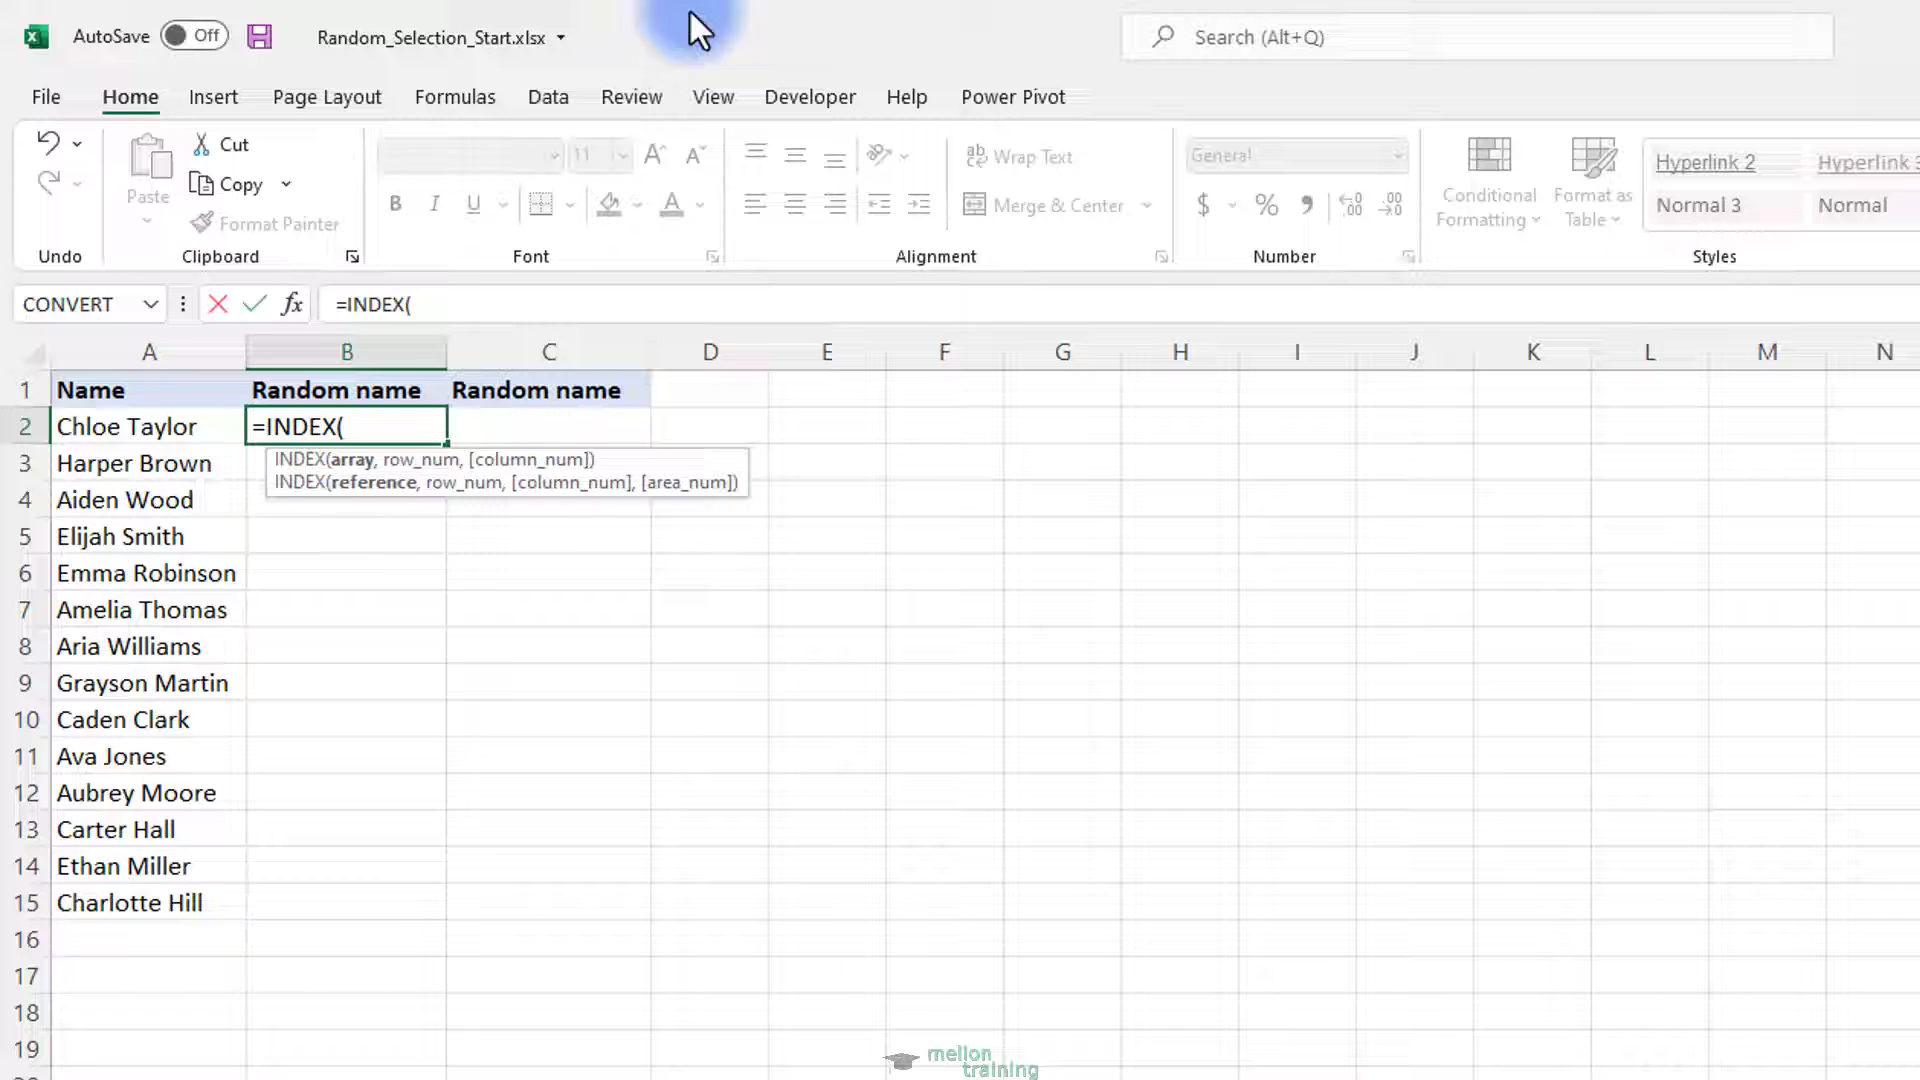 AutoSave Off Random_Selection_Start.xlsx Search (Alt+Q)
File Home Insert Page Layout Formulas Data Review View Developer Help Power Pivot
Cut
Copy
Format Painter
Paste
Undo
Clipboard
11
B I U
Font
Wrap Text
Merge & Center
Alignment
General
$ % 9
Number
Conditional Formatting
Format as Table
Hyperlink 2 Hyperlink 3
Normal 3 Normal
Styles
CONVERT fx =INDEX(
A B C D E F G H I J K L M N
1 Name Random name Random name
2 Chloe Taylor =INDEX(
INDEX(array, row_num, [column_num])
INDEX(reference, row_num, [column_num], [area_num])
3 Harper Brown
4 Aiden Wood
5 Elijah Smith
6 Emma Robinson
7 Amelia Thomas
8 Aria Williams
9 Grayson Martin
10 Caden Clark
11 Ava Jones
12 Aubrey Moore
13 Carter Hall
14 Ethan Miller
15 Charlotte Hill
16
17
18
19
mellon
training